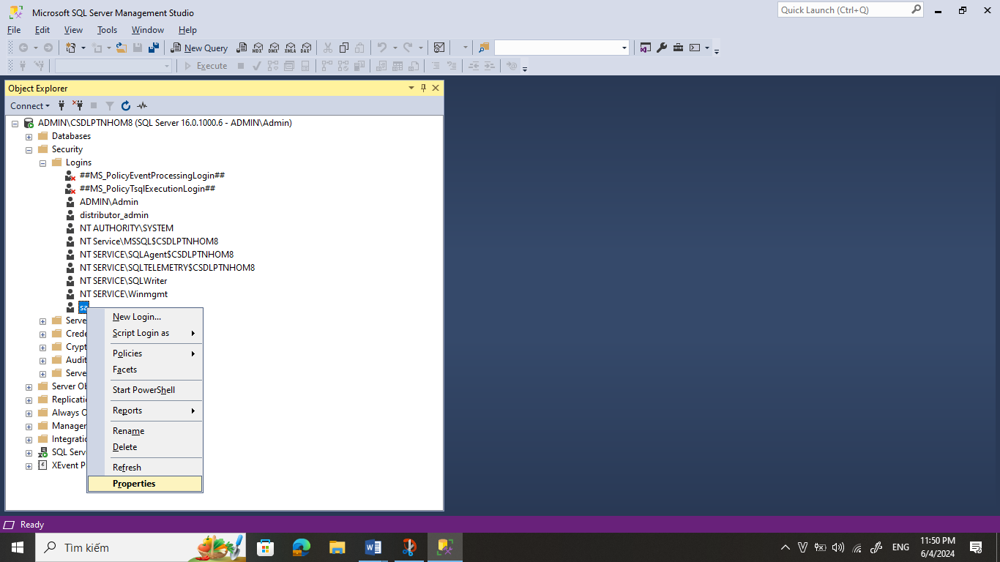 Microsoft SQL Server Management Studio
Quick Launch (Ctrl+Q)
File Edit View Tools Window Help
New Query MDX DMX XMLA DAX
Execute
Object Explorer
Connect
ADMIN\CSDLPTNHOM8 (SQL Server 16.0.1000.6 - ADMIN\Admin)
Databases
Security
Logins
##MS_PolicyEventProcessingLogin##
##MS_PolicyTsqlExecutionLogin##
ADMIN\Admin
distributor_admin
NT AUTHORITY\SYSTEM
NT Service\MSSQL$CSDLPTNHOM8
NT SERVICE\SQLAgent$CSDLPTNHOM8
NT SERVICE\SQLTELEMETRY$CSDLPTNHOM8
NT SERVICE\SQLWriter
NT SERVICE\Winmgmt
sa
Serve
Crede
Crypt
Audit
Serve
Server Ob
Replicatio
Always O
Manager
Integratio
SQL Serv
XEvent P
New Login...
Script Login as
Policies
Facets
Start PowerShell
Reports
Rename
Delete
Refresh
Properties
Ready
Tìm kiếm
ENG
11:50 PM
6/4/2024